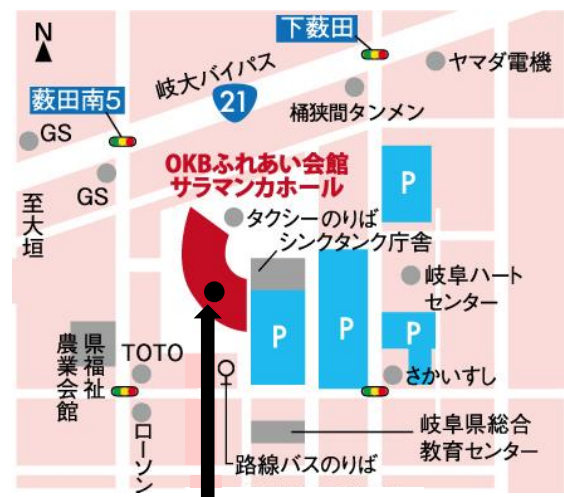 N
下薮田
ヤマダ電機
岐大バイパス
21
桶狭間タンメン
薮田南5
GS
GS
至大垣
OKBふれあい会館
サラマンカホール
タクシーのりば
シンクタンク庁舎
P
岐阜ハート
センター
P
P
P
県福祉
農業会館
TOTO
さかいすし
ローソン
路線バスのりば
岐阜県総合
教育センター